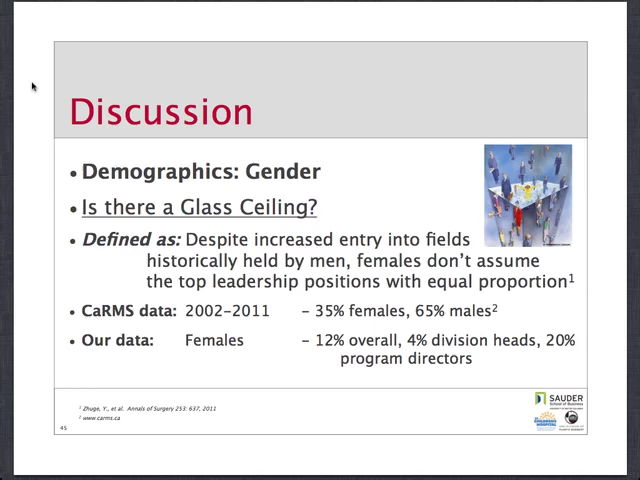 Discussion
• Demographics: Gender
• Is there a Glass Ceiling?
• Defined as: Despite increased entry into fields
historically held by men, females don’t assume
the top leadership positions with equal proportion1
• CaRMS data: 2002-2011 - 35% females, 65% males2
• Our data: Females - 12% overall, 4% division heads, 20%
program directors
1 Zhuge, Y., et al. Annals of Surgery 253: 637, 2011
2 www.carms.ca
45
SAUDER
School of Business